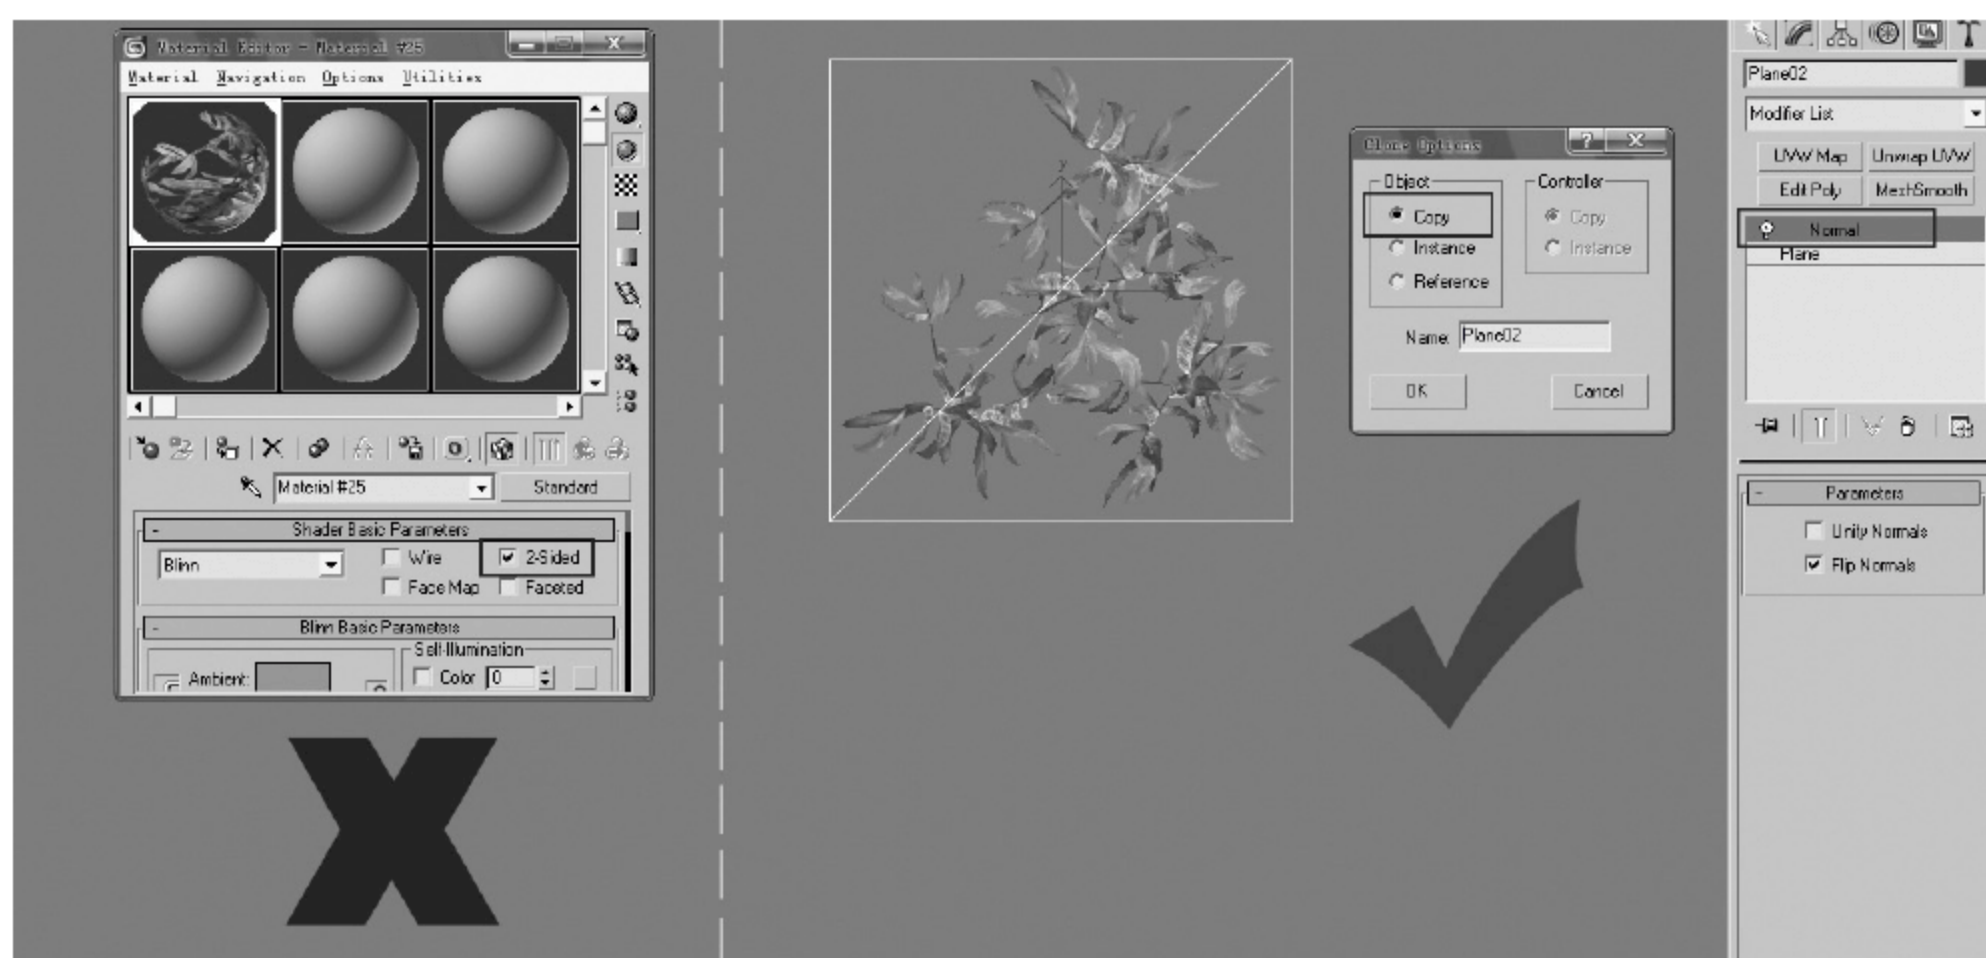 Material Editor - Material #25
Material Navigation Options Utilities
Material #25
Standard
Shader Basic Parameters
Blinn
Wire
2-Sided
Face Map
Faceted
Blinn Basic Parameters
Self-Illumination
Ambient:
Color 0
y
Clone Options
Object
Copy
Instance
Reference
Controller
Copy
Instance
Name: Plane02
OK
Cancel
Plane02
Modifier List
UVW Map
Unwrap UVW
Edit Poly
MeshSmooth
Normal
Plane
Parameters
Unify Normals
Flip Normals